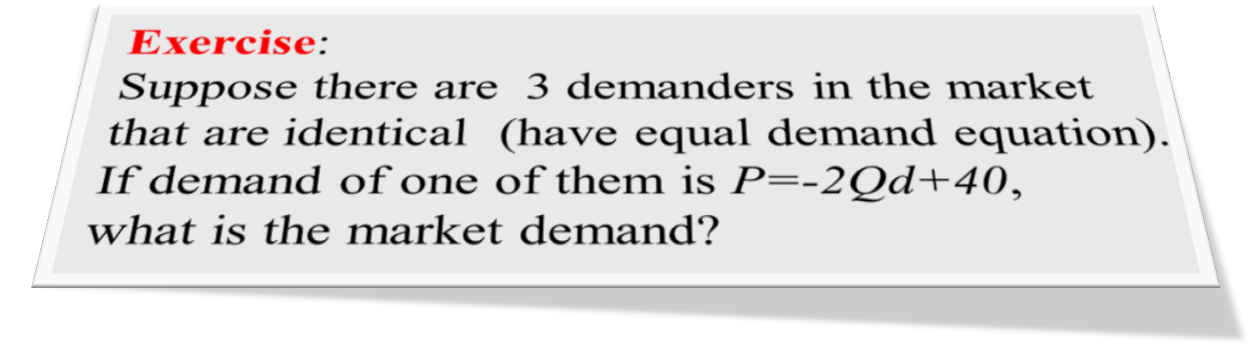 Exercise:
Suppose there are 3 demanders in the market
that are identical (have equal demand equation).
If demand of one of them is P=-2Qd+40,
what is the market demand?